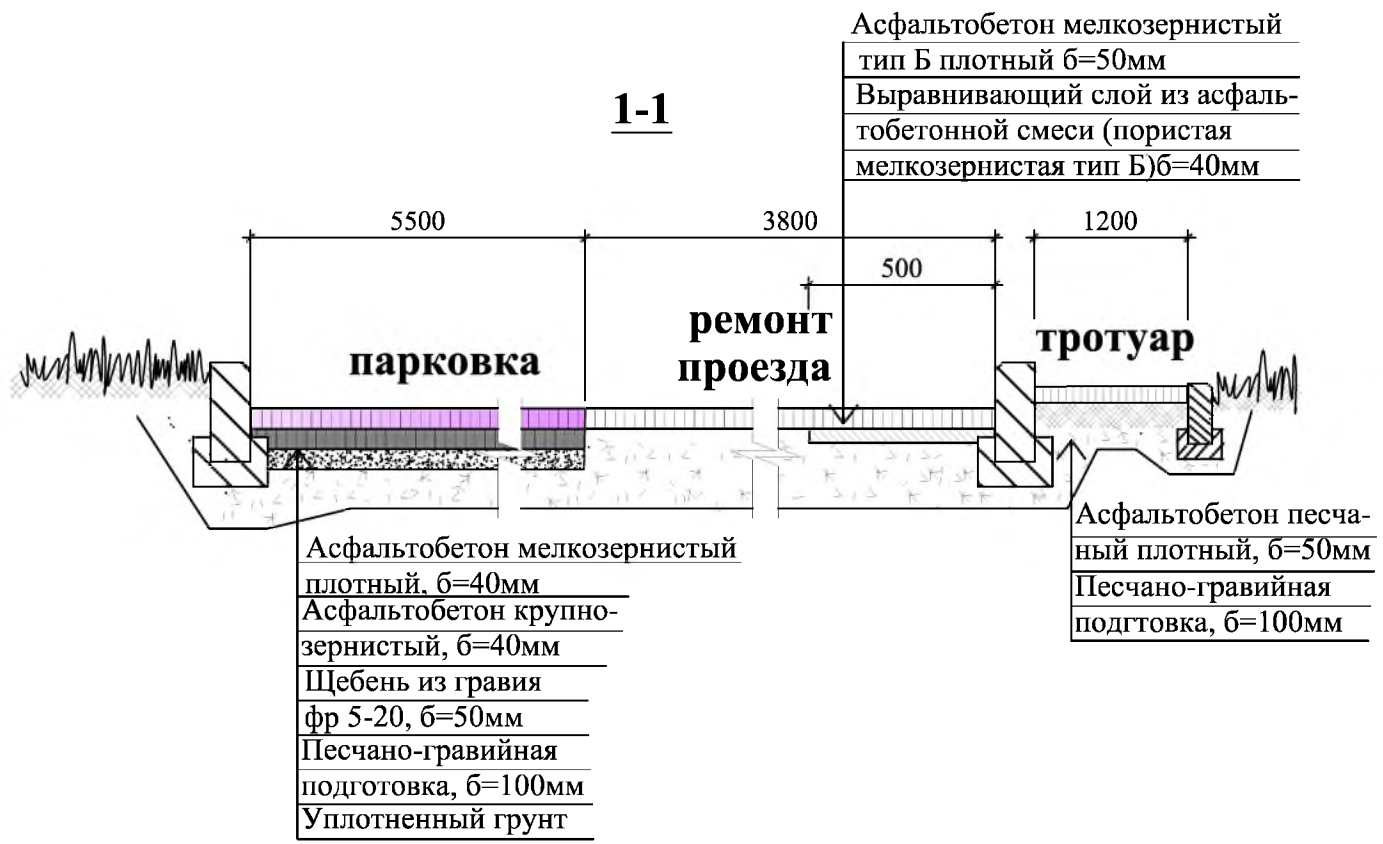 Асфальтобетон мелкозернистый
тип Б плотный б=50мм
Выравнивающий слой из асфаль-
тобетонной смеси (пористая
мелкозернистая тип Б)б=40мм
1-1
5500
3800
1200
500
парковка
ремонт
проезда
тротуар
Асфальтобетон мелкозернистый
плотный, б=40мм
Асфальтобетон крупно-
зернистый, б=40мм
Щебень из гравия
фр 5-20, б=50мм
Песчано-гравийная
подготовка, б=100мм
Уплотненный грунт
Асфальтобетон песча-
ный плотный, б=50мм
Песчано-гравийная
подгтовка, б=100мм